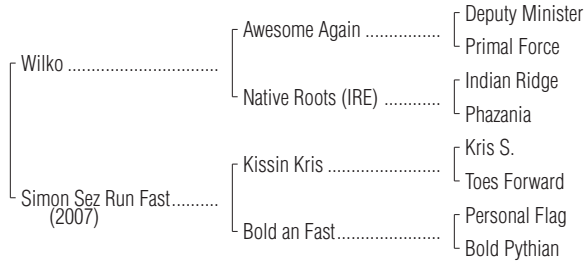 Deputy Minister
Awesome Again ................
Primal Force
Wilko ................................
Indian Ridge
Native Roots (IRE) ............
Phazania
Kris S.
Kissin Kris ........................
Toes Forward
Simon Sez Run Fast..........
(2007)
Personal Flag
Bold an Fast......................
Bold Pythian